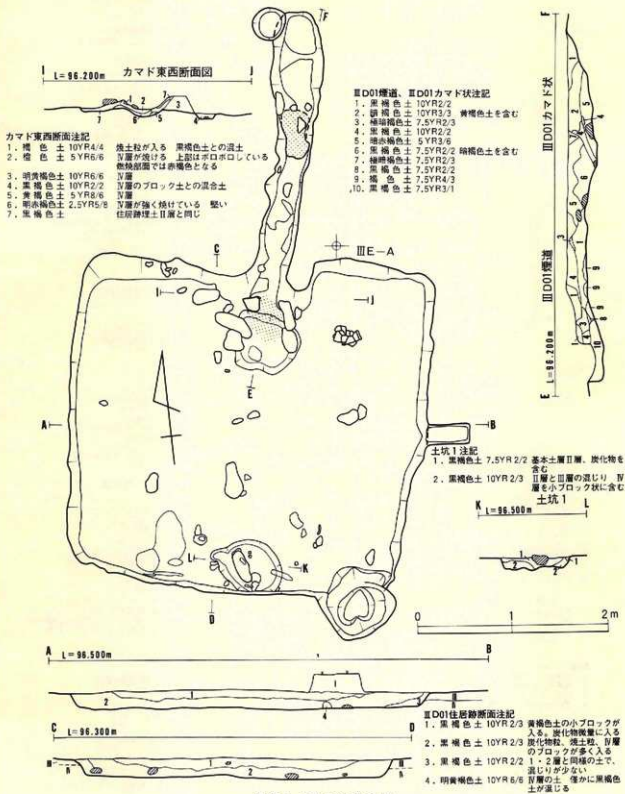 カマド東西断面図
I L=96.200m J
カマド東西断面注記
1. 褐色土 10YR4/4 焼土粒が入る 黒褐色土との混土
2. 橙色土 5YR6/6 Ⅳ層が焼ける 上部はボロボロしている
燃焼部面では赤褐色となる
3. 明黄褐色土 10YR6/6 Ⅳ層
4. 黒褐色土 10YR2/2 Ⅳ層のブロック土との混合土
5. 黄橙色土 5YR8/6 Ⅳ層
6. 明赤褐色土 2.5YR5/8 Ⅳ層が強く焼けている 堅い
7. 黒褐色土 住居跡埋土Ⅱ層と同じ
ⅢD01煙道、ⅢD01カマド状注記
1. 黒褐色土 10YR2/2
2. 暗褐色土 10YR3/3 黄褐色土を含む
3. 極暗褐色土 7.5YR2/3
4. 黒褐色土 10YR2/2
5. 暗赤褐色土 5YR3/6
6. 黒褐色土 7.5YR2/2 暗褐色土を含む
7. 極暗褐色土 7.5YR2/3
8. 黒褐色土 7.5YR2/2
9. 褐色土 7.5YR4/3
10. 黒褐色土 7.5YR3/1
F
ⅢD01カマド状
ⅢD01煙道
L=96.200m
E
F
C
ⅢE-A
I
J
E
A
B
L
K
D
土坑1注記
1. 黒褐色土 7.5YR2/2 基本土層Ⅱ層、炭化物を
含む
2. 黒褐色土 10YR2/3 Ⅱ層とⅢ層の混じり Ⅳ
層を小ブロック状に含む
土坑1
K L=96.500m L
0 1 2m
A L=96.500m B
C L=96.300m D
ⅢD01住居跡断面注記
1. 黒褐色土 10YR2/3 黄褐色土の小ブロックが
入る。炭化物微量に入る
2. 黒褐色土 10YR2/3 炭化物粒、焼土粒、Ⅳ層
のブロックが多く入る
3. 黒褐色土 10YR2/2 1・2層と同様の土で、
混じりが少ない
4. 明黄褐色土 10YR6/6 Ⅳ層の土 僅かに黒褐色
土が混じる